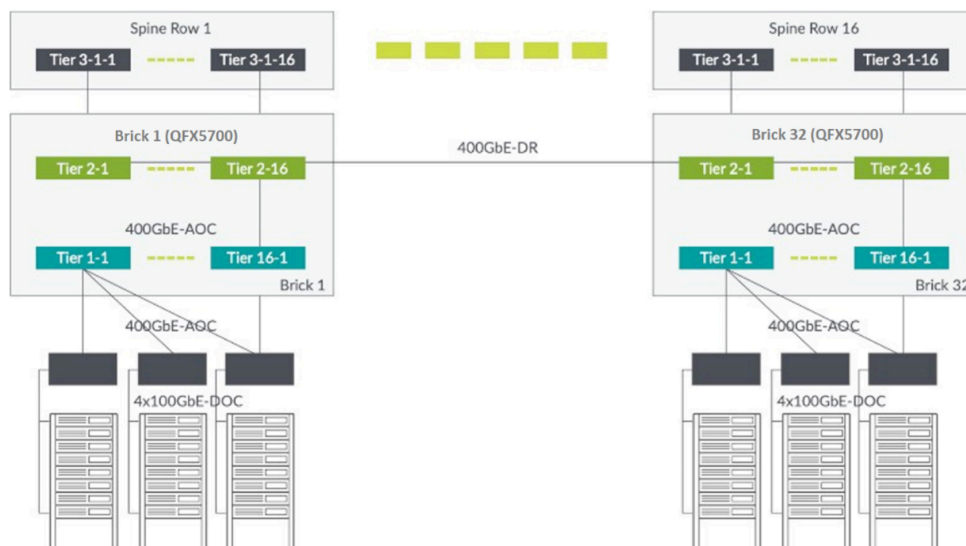 Spine Row 1
Tier 3-1-1
Tier 3-1-16
Spine Row 16
Tier 3-1-1
Tier 3-1-16
Brick 1 (QFX5700)
Tier 2-1
Tier 2-16
400GbE-AOC
Tier 1-1
Tier 16-1
Brick 1
400GbE-DR
Brick 32 (QFX5700)
Tier 2-1
Tier 2-16
400GbE-AOC
Tier 1-1
Tier 16-1
Brick 32
400GbE-AOC
4x100GbE-DOC
400GbE-AOC
4x100GbE-DOC